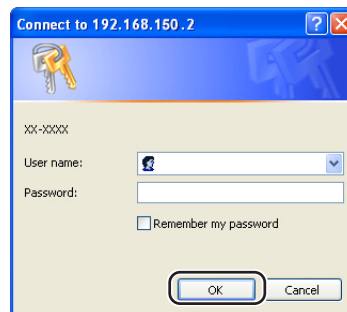 Connect to 192.168.150.2
XX-XXXX
User name:
Password:
Remember my password
OK Cancel